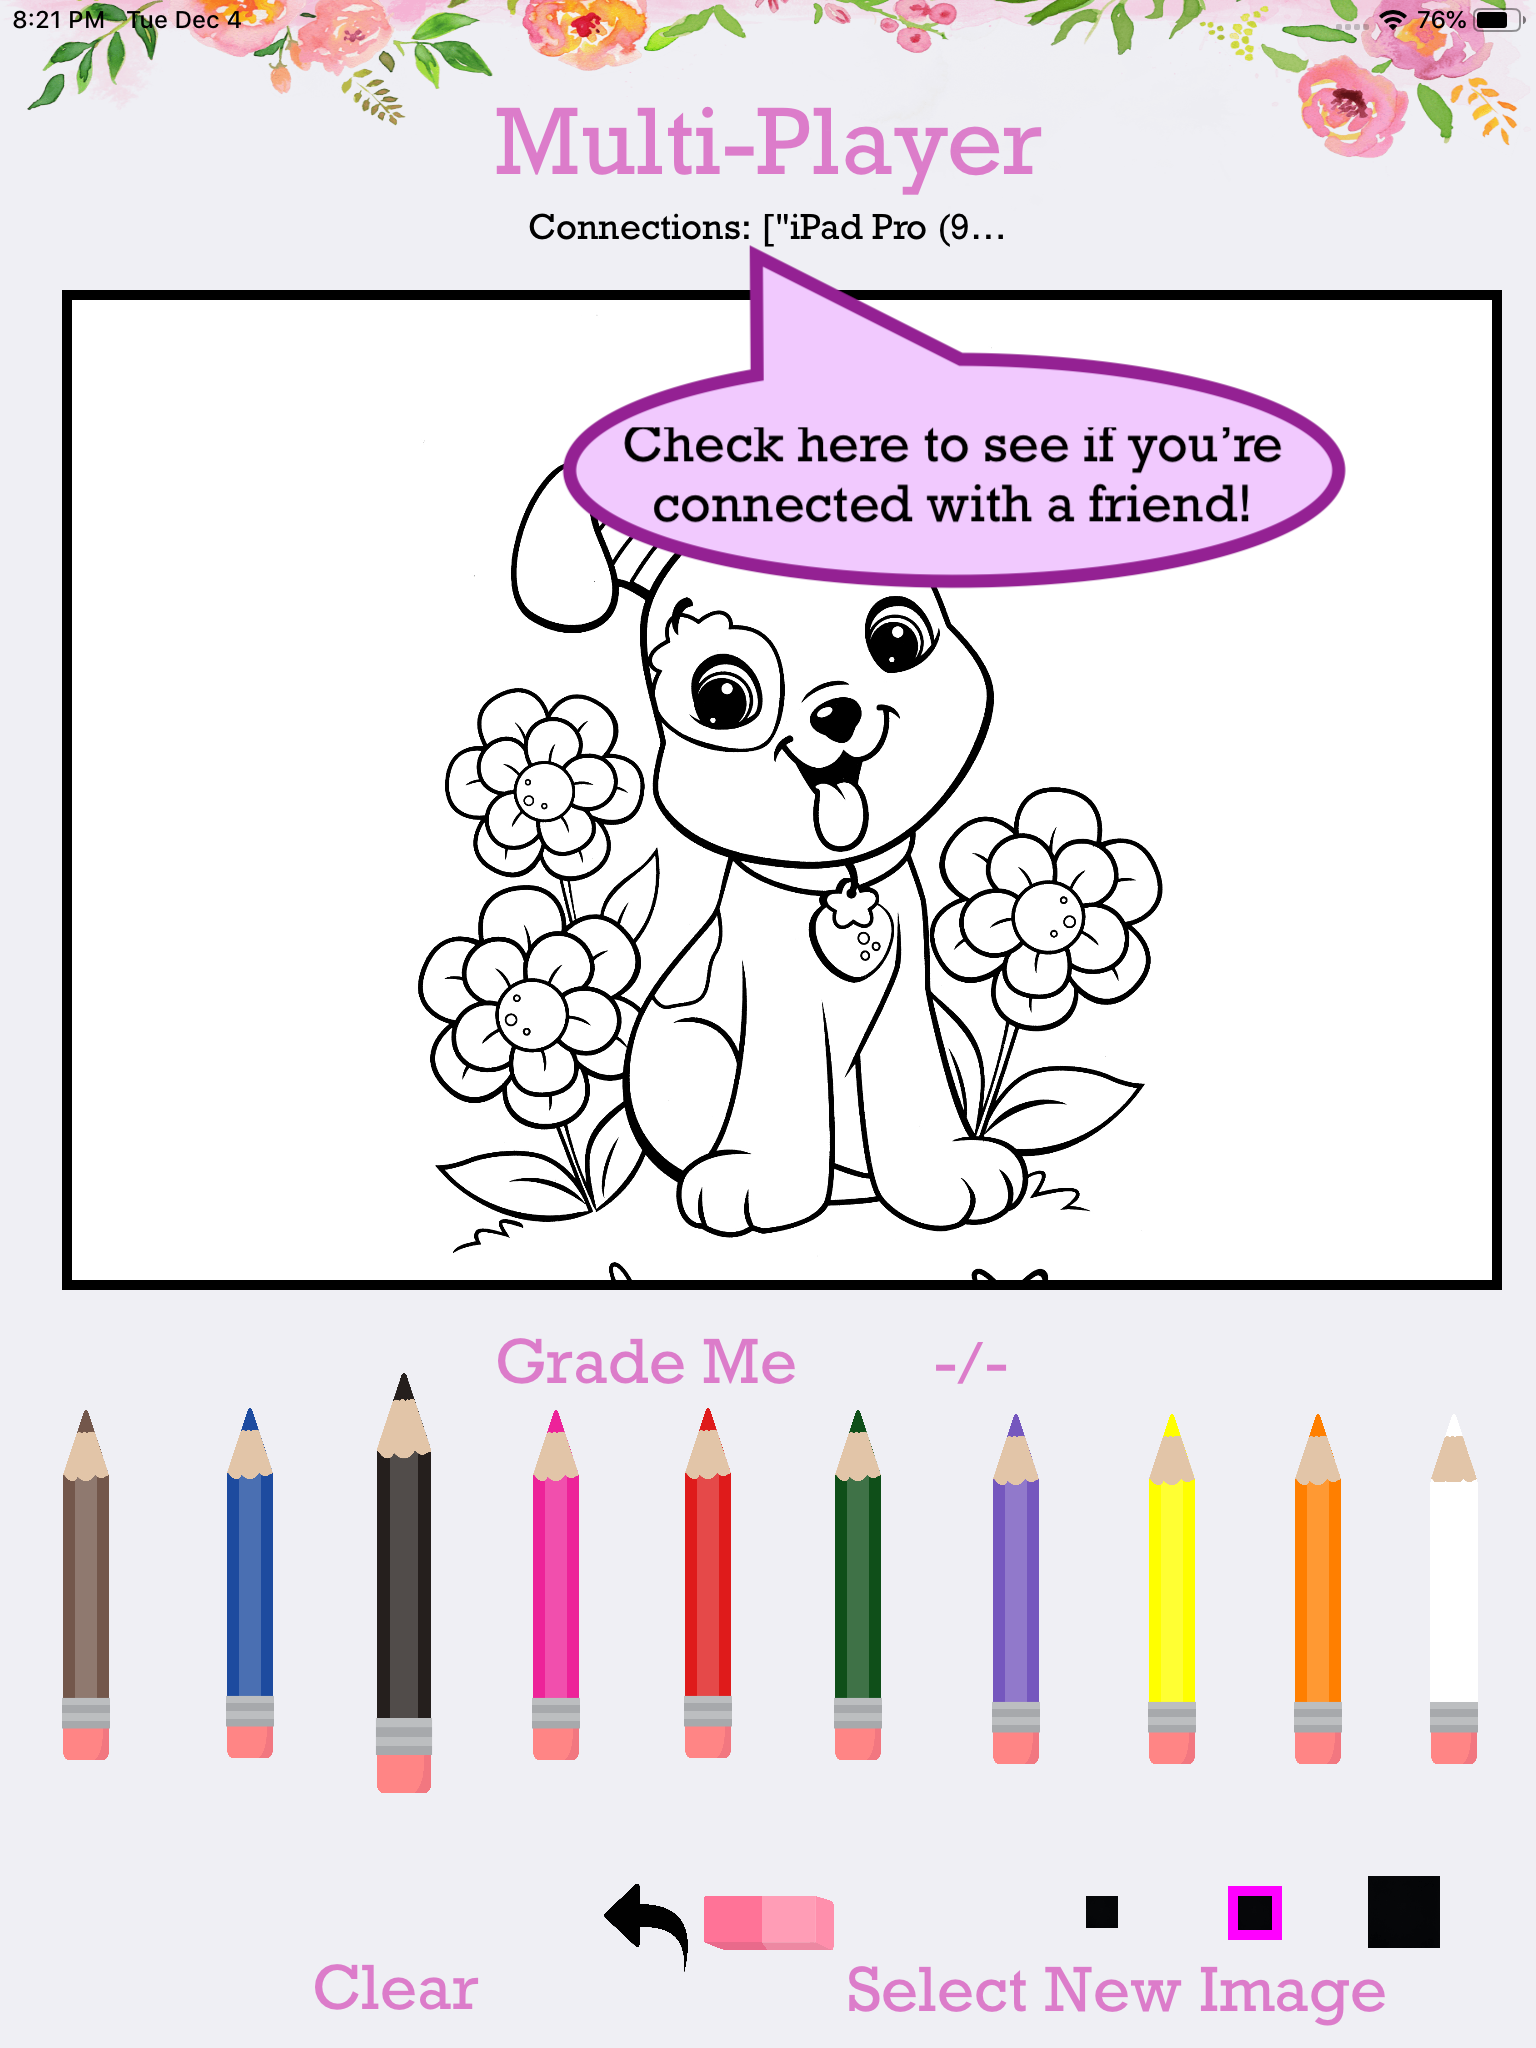 8:21 PM Tue Dec 4 76%
Multi-Player
Connections: ["iPad Pro (9...
Check here to see if you’re
connected with a friend!
Grade Me -/-
Clear Select New Image